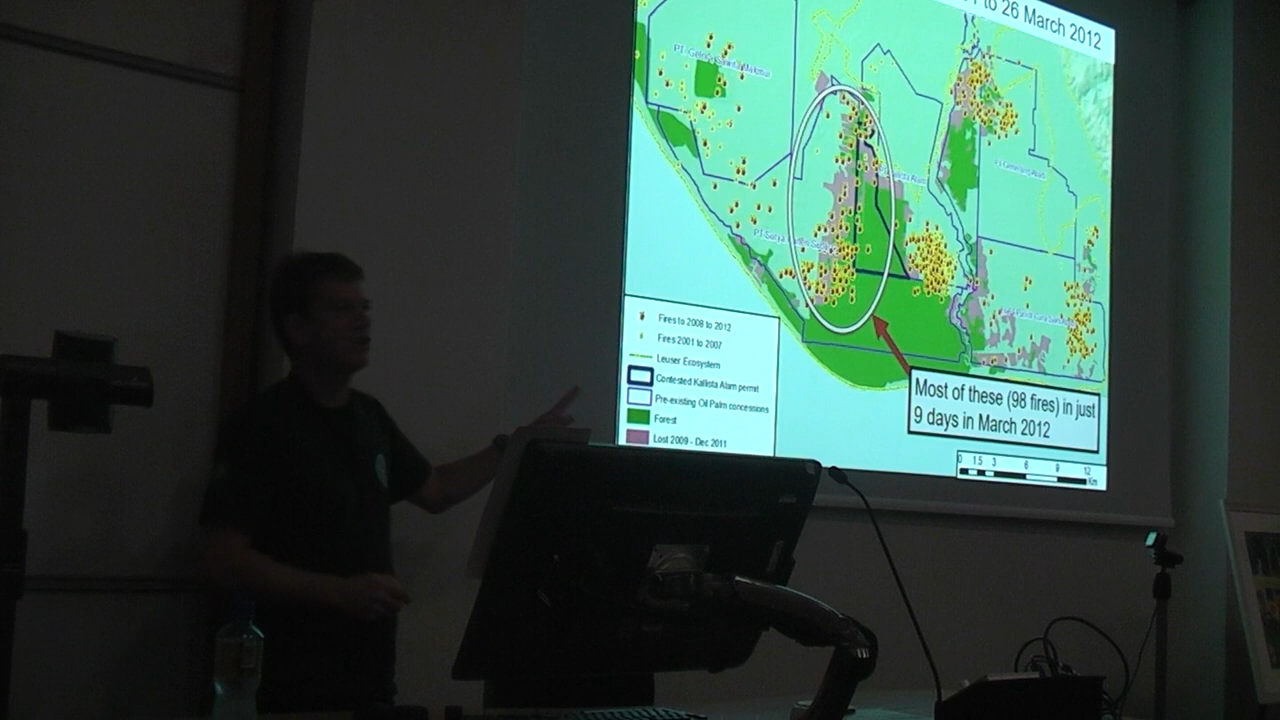 to 26 March 2012
Fires to 2008 to 2012
Fires 2001 to 2007
Leuser Ecosystem
Contested Kallista Alam permit
Pre-existing Oil Palm concessions
Forest
Lost 2009 - Dec 2011
Most of these (98 fires) in just
9 days in March 2012
0 1.5 3 6 9 12
Km